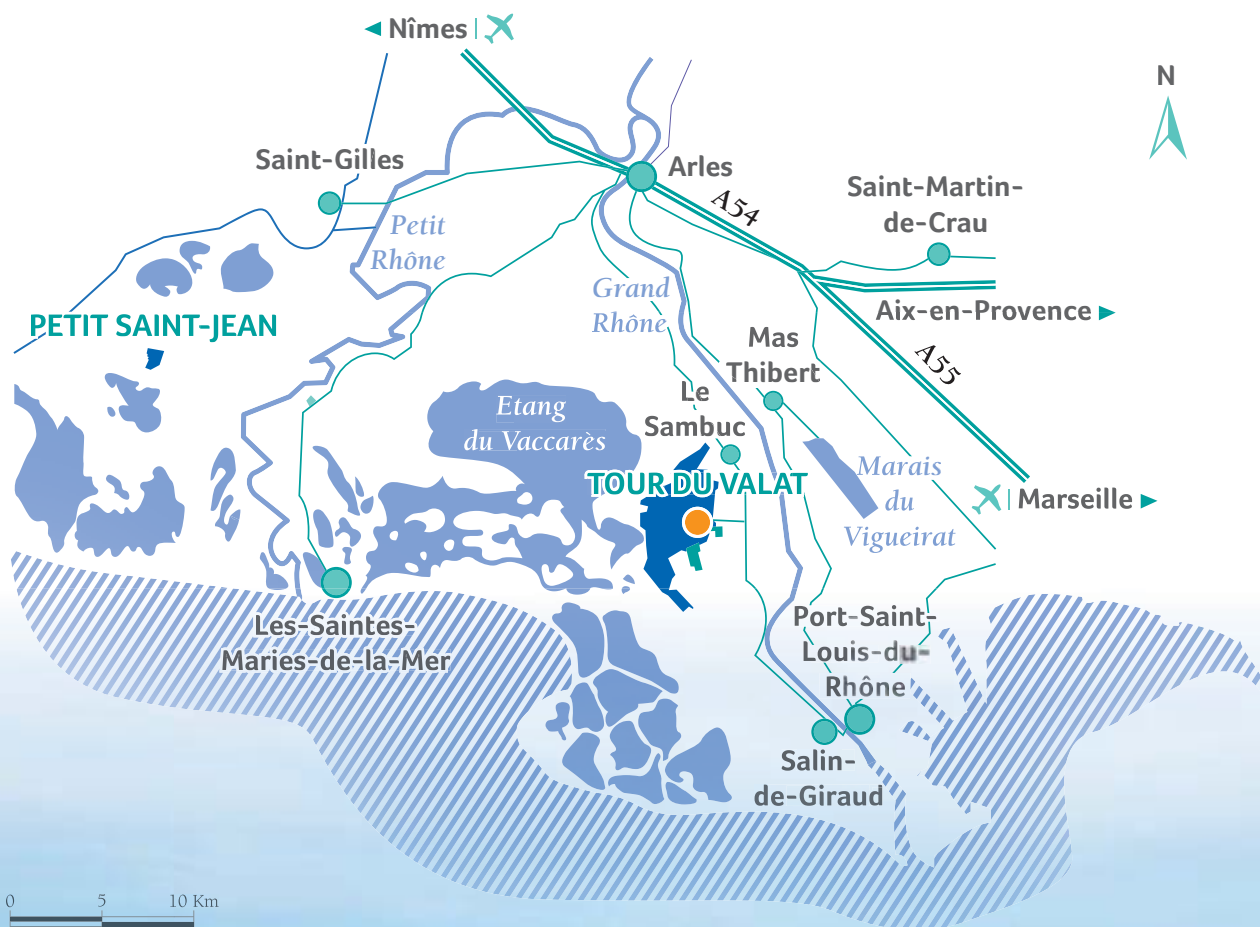 Nîmes
N
Saint-Gilles
Arles
A54
Saint-Martin-
de-Crau
Petit
Rhône
Grand
Rhône
Aix-en-Provence
PETIT SAINT-JEAN
Mas
Thibert
A55
Le
Sambuc
Etang
du Vaccarès
TOUR DU VALAT
Marais
du
Vigueirat
Marseille
Les-Saintes-
Maries-de-la-Mer
Port-Saint-
Louis-du-
Rhône
Salin-
de-Giraud
0 5 10 Km